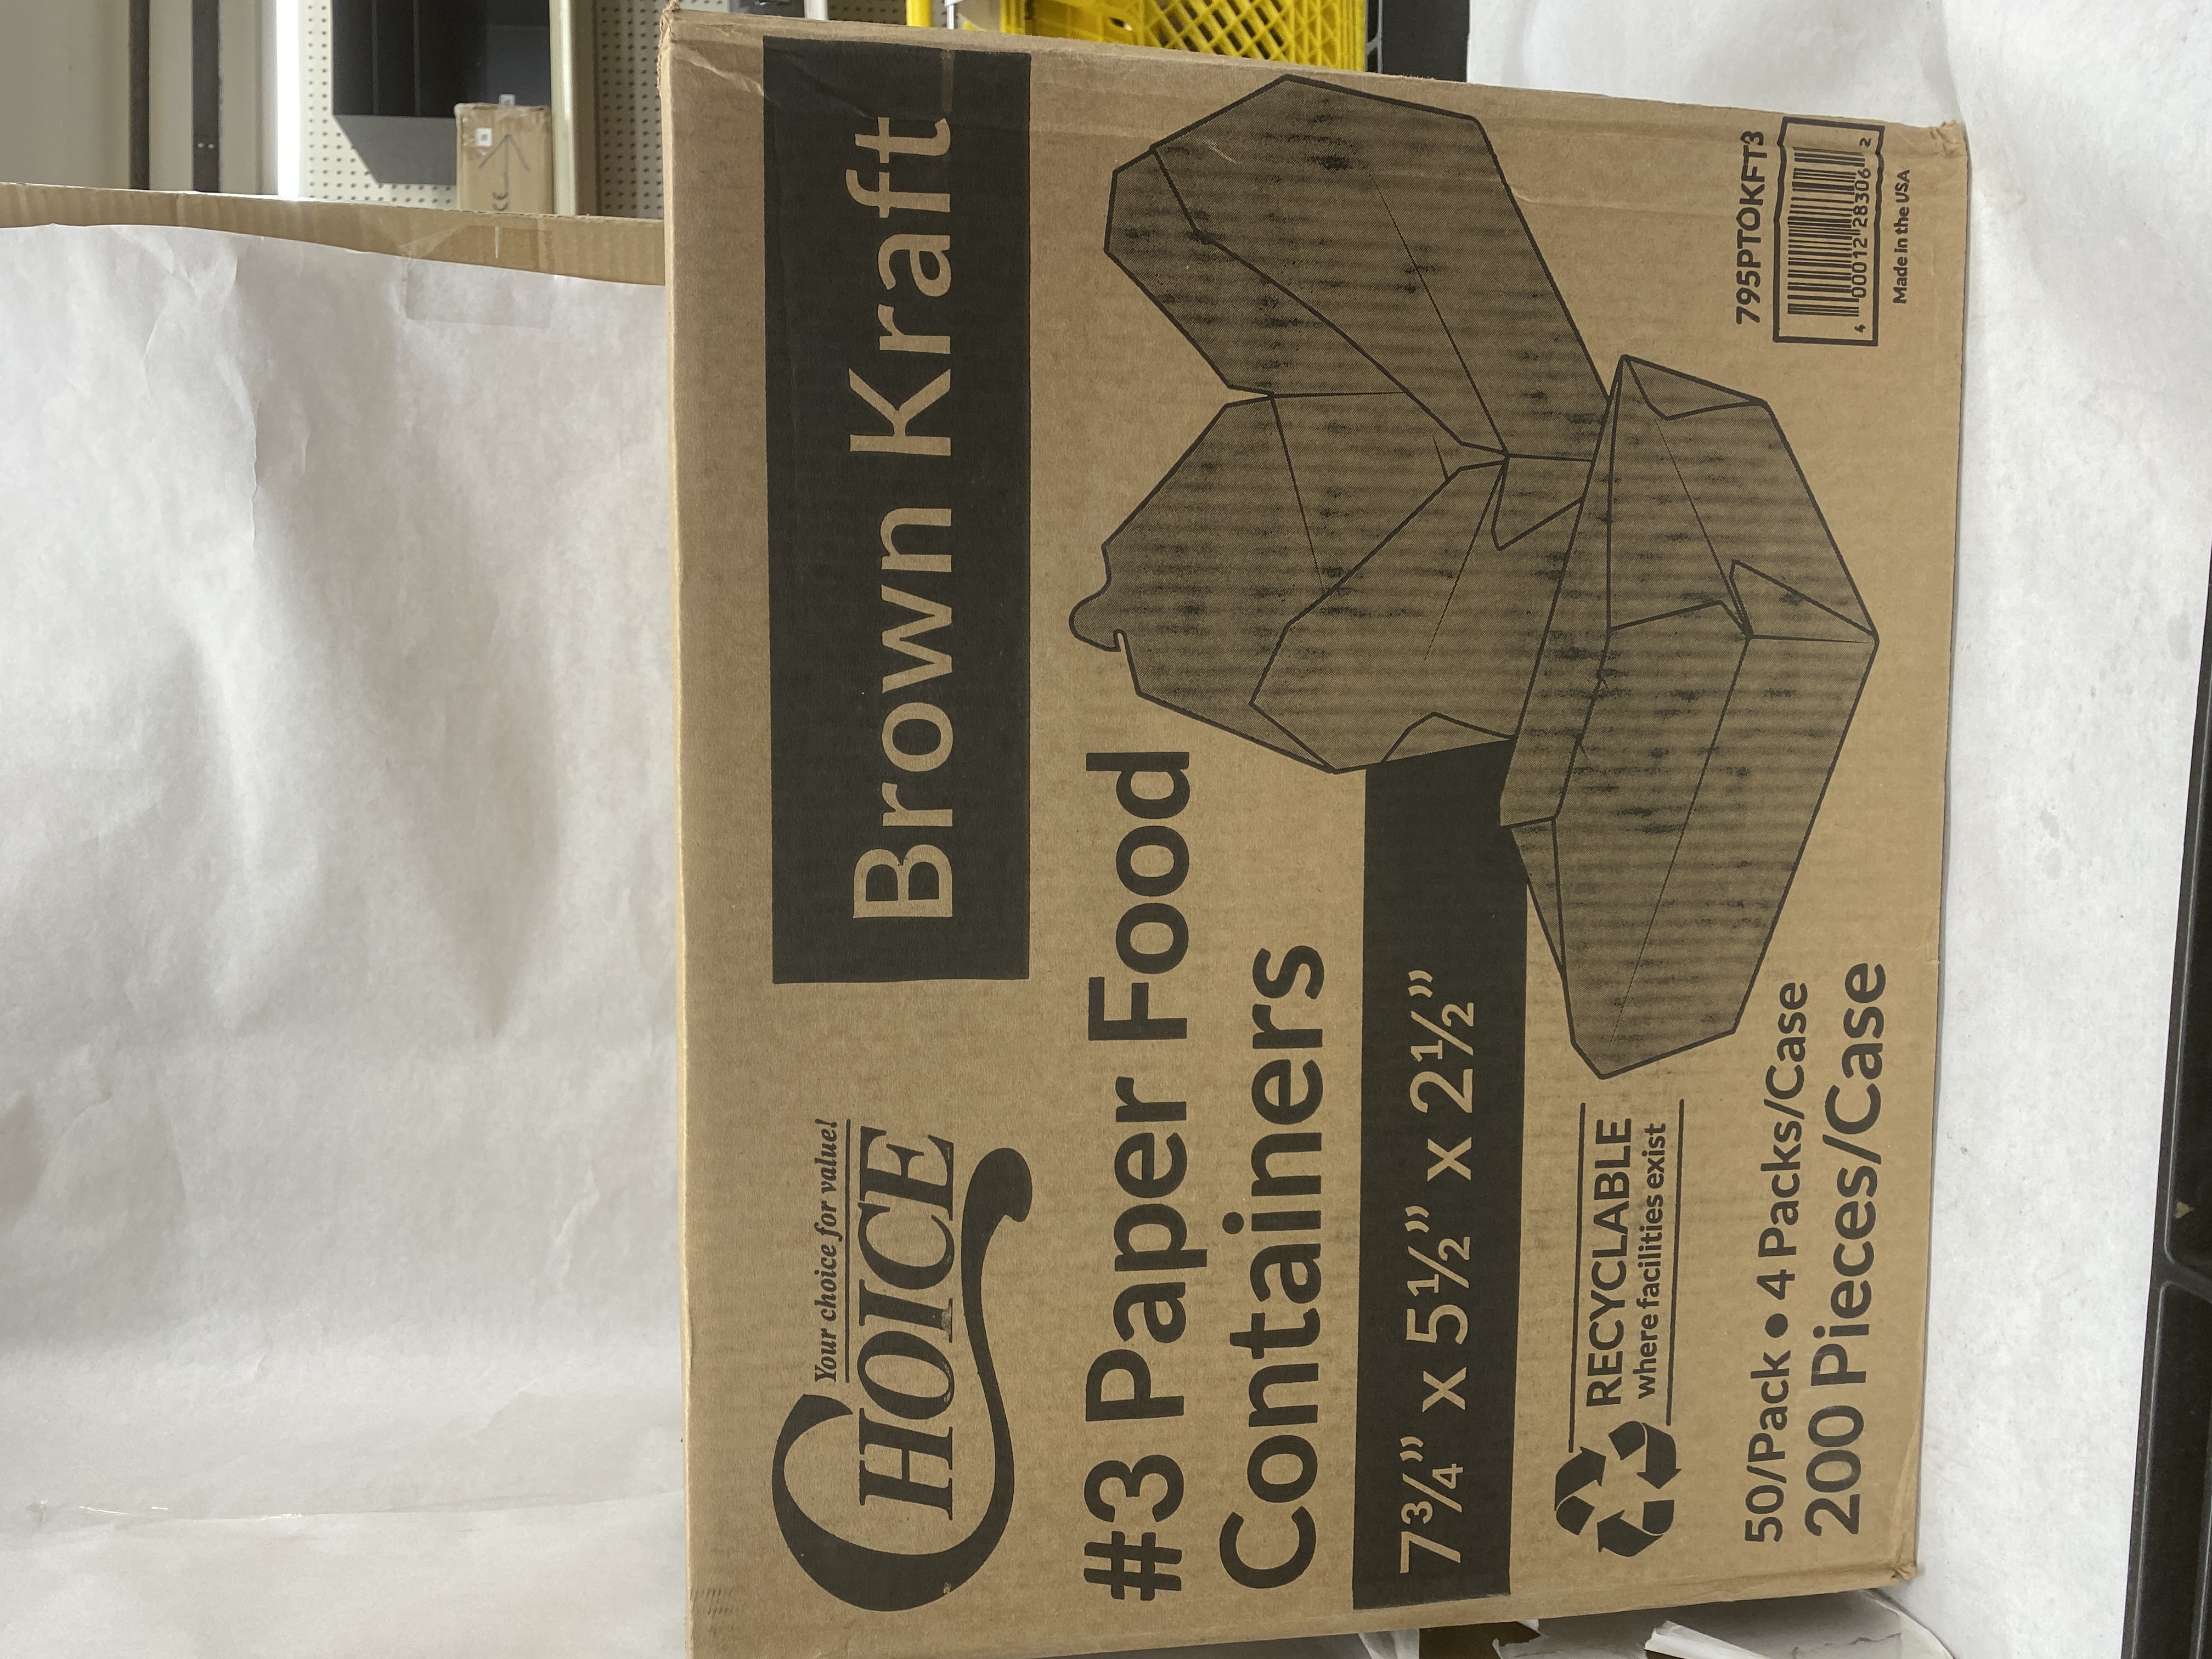 Your choice for value!
CHOICE
Brown Kraft
#3 Paper Food
Containers
7¾” x 5½” x 2½”
RECYCLABLE
where facilities exist
50/Pack ● 4 Packs/Case
200 Pieces/Case
795PTOKFT3
4 00012 28306 2
Made in the USA